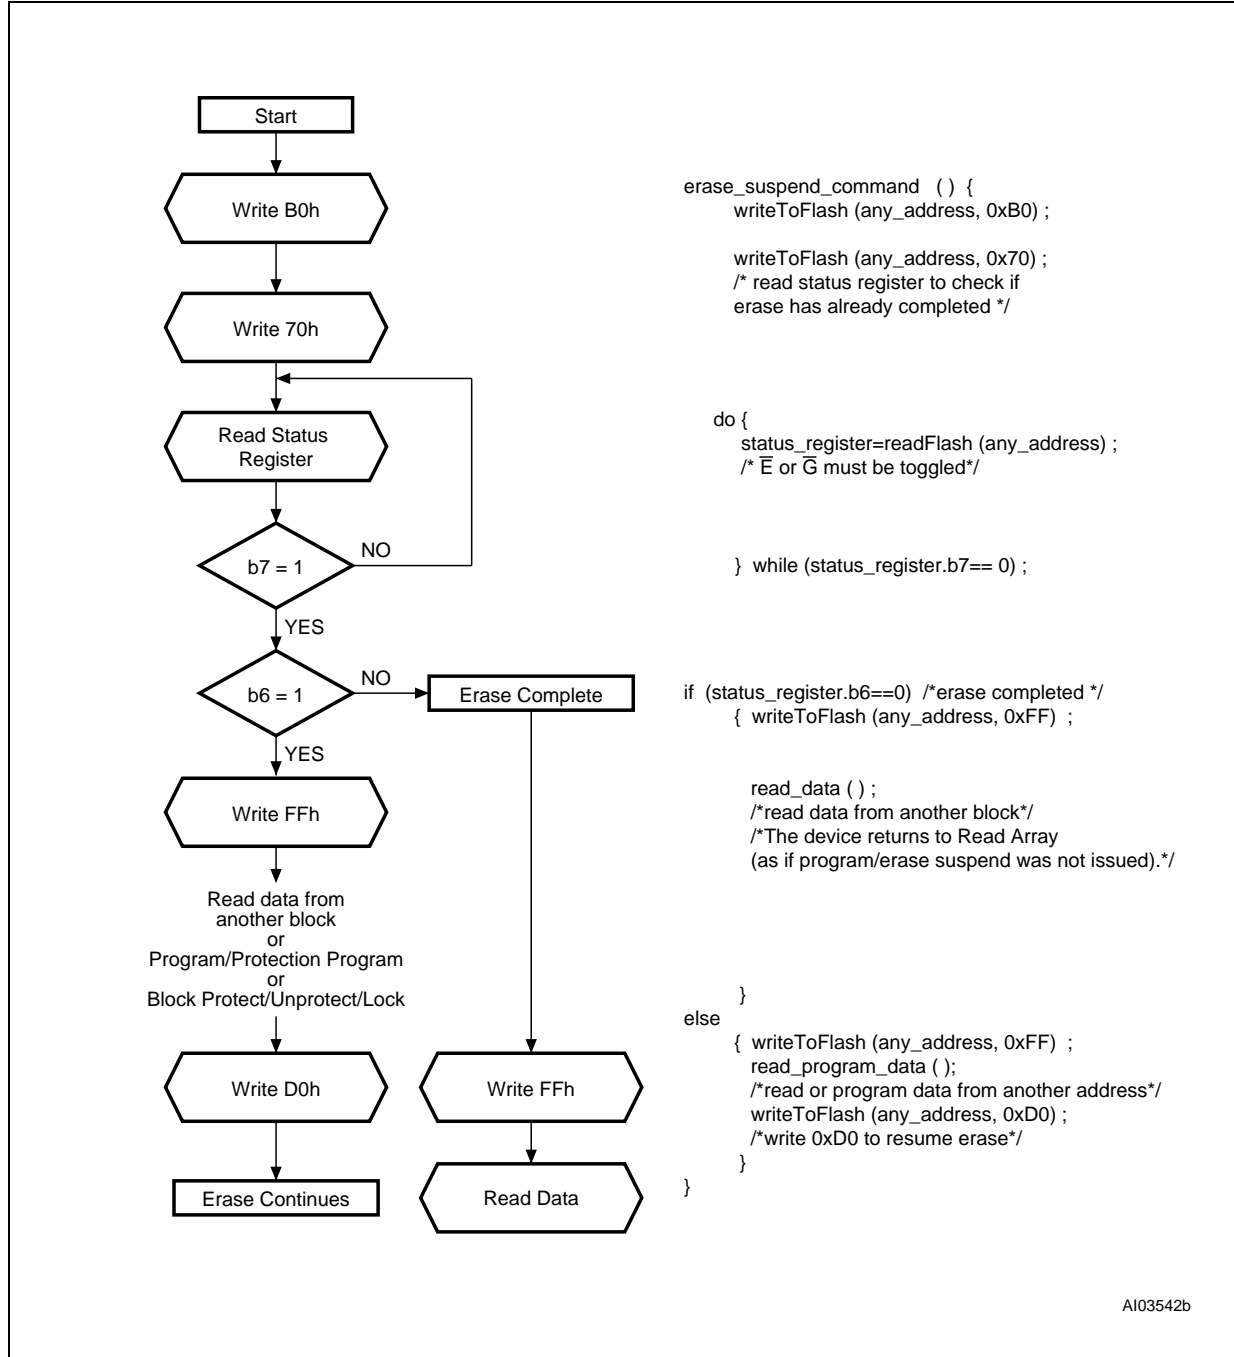 Start
Write B0h
Write 70h
Read Status
Register
b7 = 1
NO
YES
b6 = 1
NO
Erase Complete
YES
Write FFh
Read data from
another block
or
Program/Protection Program
or
Block Protect/Unprotect/Lock
Write D0h
Write FFh
Erase Continues
Read Data
erase_suspend_command ( ) {
writeToFlash (any_address, 0xB0) ;
writeToFlash (any_address, 0x70) ;
/* read status register to check if
erase has already completed */
do {
status_register=readFlash (any_address) ;
/* E̅ or G̅ must be toggled*/
} while (status_register.b7== 0) ;
if (status_register.b6==0) /*erase completed */
{ writeToFlash (any_address, 0xFF) ;
read_data ( ) ;
/*read data from another block*/
/*The device returns to Read Array
(as if program/erase suspend was not issued).*/
}
else
{ writeToFlash (any_address, 0xFF) ;
read_program_data ( );
/*read or program data from another address*/
writeToFlash (any_address, 0xD0) ;
/*write 0xD0 to resume erase*/
}
}
AI03542b